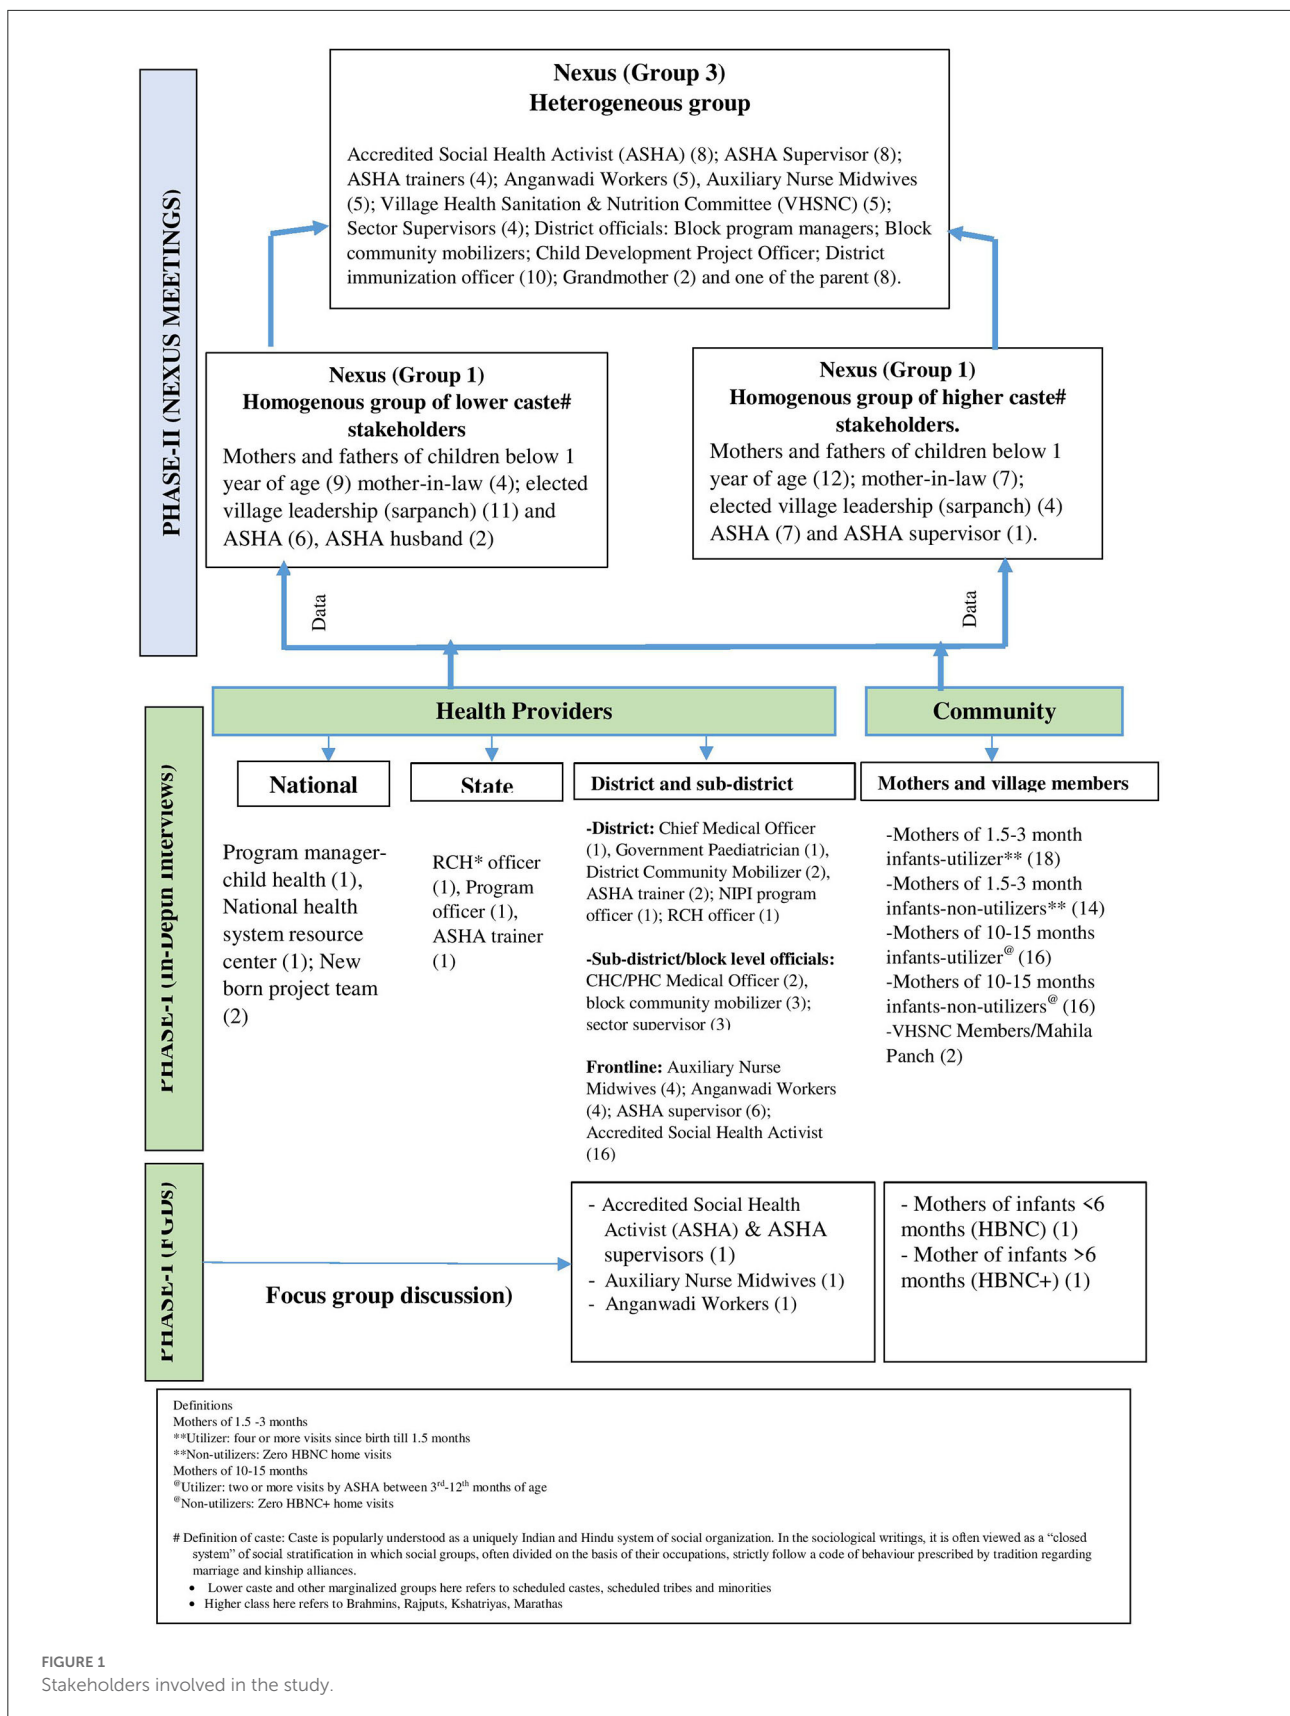 PHASE-II (NEXUS MEETINGS)
Nexus (Group 3)
Heterogeneous group
Accredited Social Health Activist (ASHA) (8); ASHA Supervisor (8);
ASHA trainers (4); Anganwadi Workers (5), Auxiliary Nurse Midwives
(5); Village Health Sanitation & Nutrition Committee (VHSNC) (5);
Sector Supervisors (4); District officials: Block program managers; Block
community mobilizers; Child Development Project Officer; District
immunization officer (10); Grandmother (2) and one of the parent (8).
Nexus (Group 1)
Homogenous group of lower caste#
stakeholders
Mothers and fathers of children below 1
year of age (9) mother-in-law (4); elected
village leadership (sarpanch) (11) and
ASHA (6), ASHA husband (2)
Nexus (Group 1)
Homogenous group of higher caste#
stakeholders.
Mothers and fathers of children below 1
year of age (12); mother-in-law (7);
elected village leadership (sarpanch) (4)
ASHA (7) and ASHA supervisor (1).
Data
Data
PHASE-I (In-Depth Interviews)
Health Providers
Community
National
State
District and sub-district
Mothers and village members
Program manager-
child health (1),
National health
system resource
center (1); New
born project team
(2)
RCH* officer
(1), Program
officer (1),
ASHA trainer
(1)
-District: Chief Medical Officer
(1), Government Paediatrician (1),
District Community Mobilizer (2),
ASHA trainer (2); NIPI program
officer (1); RCH officer (1)
-Sub-district/block level officials:
CHC/PHC Medical Officer (2),
block community mobilizer (3);
sector supervisor (3)
Frontline: Auxiliary Nurse
Midwives (4); Anganwadi Workers
(4); ASHA supervisor (6);
Accredited Social Health Activist
(16)
-Mothers of 1.5-3 month
infants-utilizer** (18)
-Mothers of 1.5-3 month
infants-non-utilizers** (14)
-Mothers of 10-15 months
infants-utilizer@ (16)
-Mothers of 10-15 months
infants-non-utilizers@ (16)
-VHSNC Members/Mahila
Panch (2)
PHASE-I (FGDs)
Focus group discussion)
- Accredited Social Health
Activist (ASHA) & ASHA
supervisors (1)
- Auxiliary Nurse Midwives (1)
- Anganwadi Workers (1)
- Mothers of infants <6
months (HBNC) (1)
- Mother of infants >6
months (HBNC+) (1)
Definitions
Mothers of 1.5 -3 months
**Utilizer: four or more visits since birth till 1.5 months
**Non-utilizers: Zero HBNC home visits
Mothers of 10-15 months
@Utilizer: two or more visits by ASHA between 3rd-12th months of age
@Non-utilizers: Zero HBNC+ home visits
# Definition of caste: Caste is popularly understood as a uniquely Indian and Hindu system of social organization. In the sociological writings, it is often viewed as a “closed
system” of social stratification in which social groups, often divided on the basis of their occupations, strictly follow a code of behaviour prescribed by tradition regarding
marriage and kinship alliances.
• Lower caste and other marginalized groups here refers to scheduled castes, scheduled tribes and minorities
• Higher class here refers to Brahmins, Rajputs, Kshatriyas, Marathas
FIGURE 1
Stakeholders involved in the study.